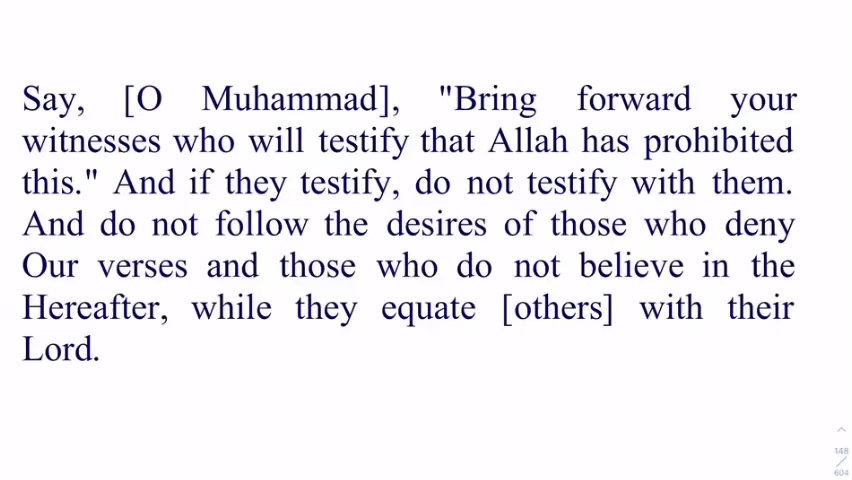 Say, [O Muhammad], "Bring forward your
witnesses who will testify that Allah has prohibited
this." And if they testify, do not testify with them.
And do not follow the desires of those who deny
Our verses and those who do not believe in the
Hereafter, while they equate [others] with their
Lord.
148
604